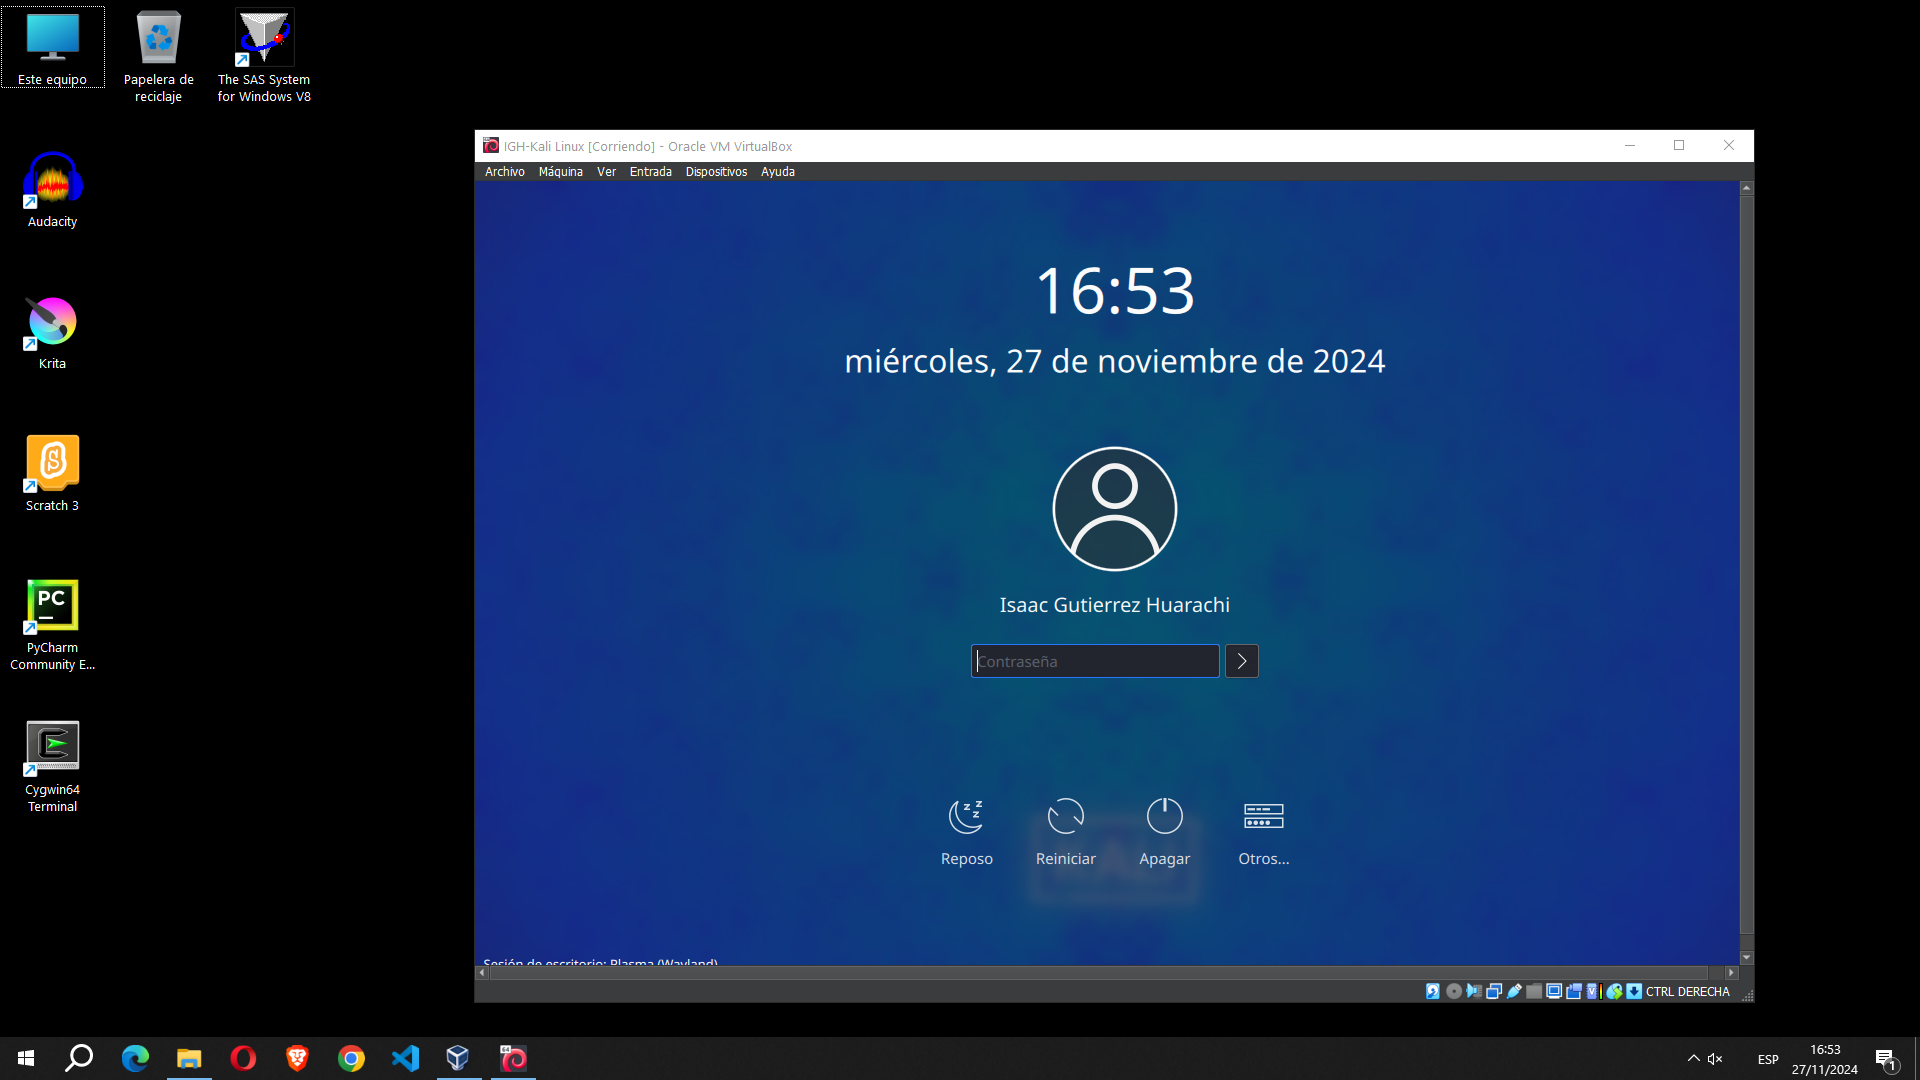 Este equipo
Papelera de
reciclaje
The SAS System
for Windows V8
Audacity
Krita
Scratch 3
PyCharm
Community E...
Cygwin64
Terminal
IGH-Kali Linux [Corriendo] - Oracle VM VirtualBox
Archivo Máquina Ver Entrada Dispositivos Ayuda
16:53
miércoles, 27 de noviembre de 2024
Isaac Gutierrez Huarachi
Contraseña
Reposo Reiniciar Apagar Otros...
Sesión de escritorio: Plasma (Wayland)
CTRL DERECHA
ESP
16:53
27/11/2024
1